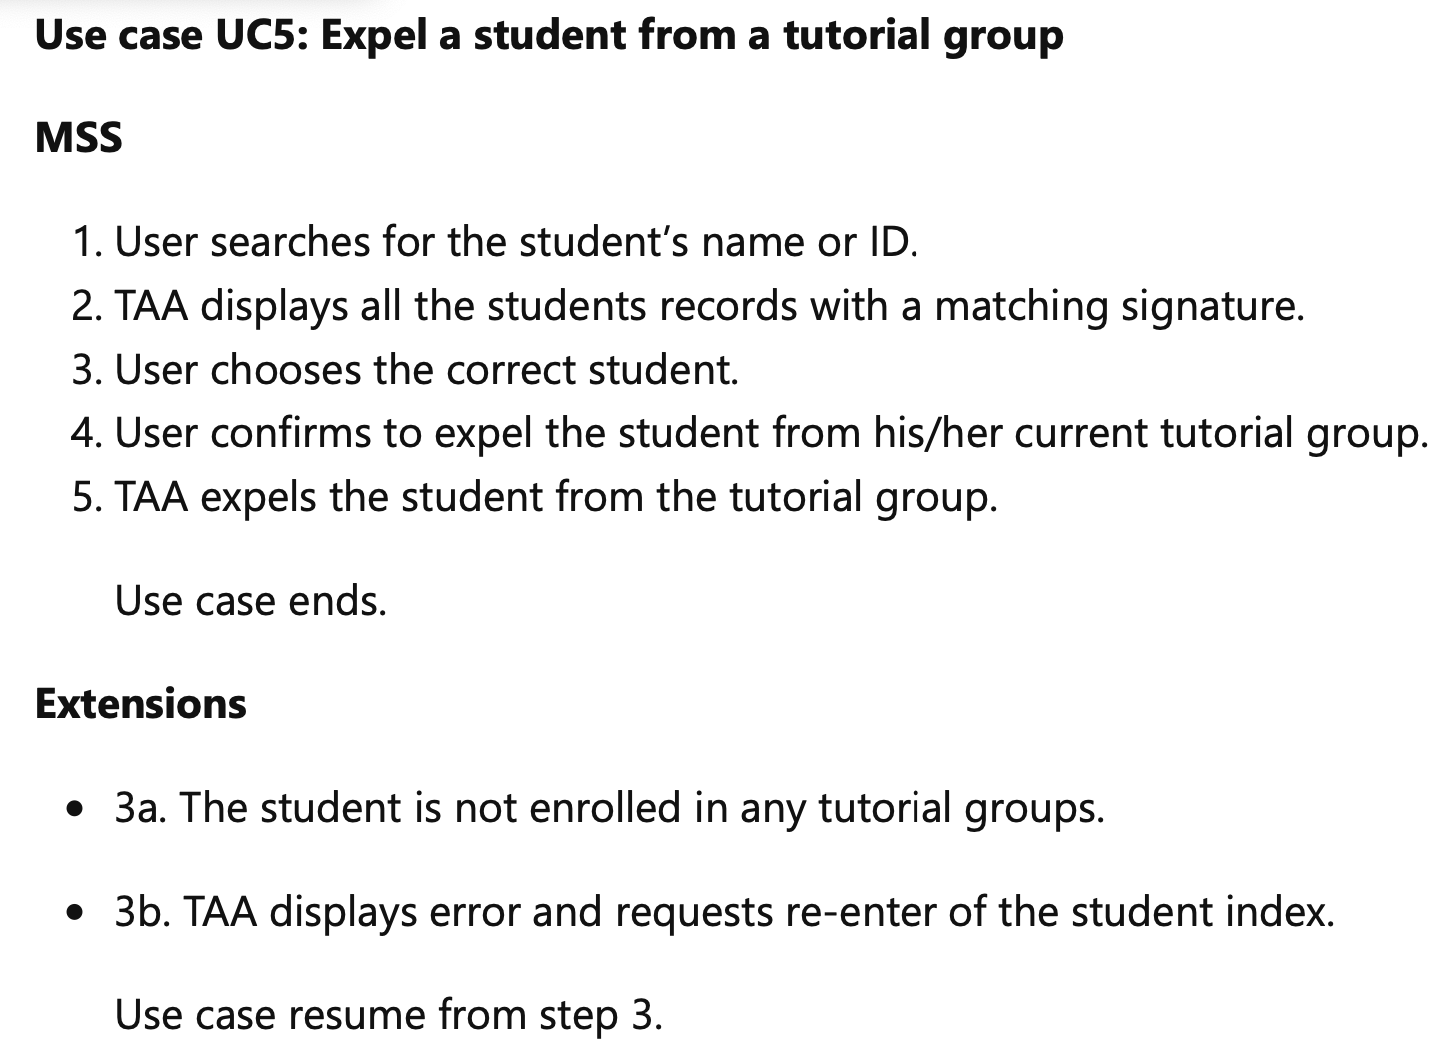 Use case UC5: Expel a student from a tutorial group
MSS
1. User searches for the student’s name or ID.
2. TAA displays all the students records with a matching signature.
3. User chooses the correct student.
4. User confirms to expel the student from his/her current tutorial group.
5. TAA expels the student from the tutorial group.
Use case ends.
Extensions
• 3a. The student is not enrolled in any tutorial groups.
• 3b. TAA displays error and requests re-enter of the student index.
Use case resume from step 3.